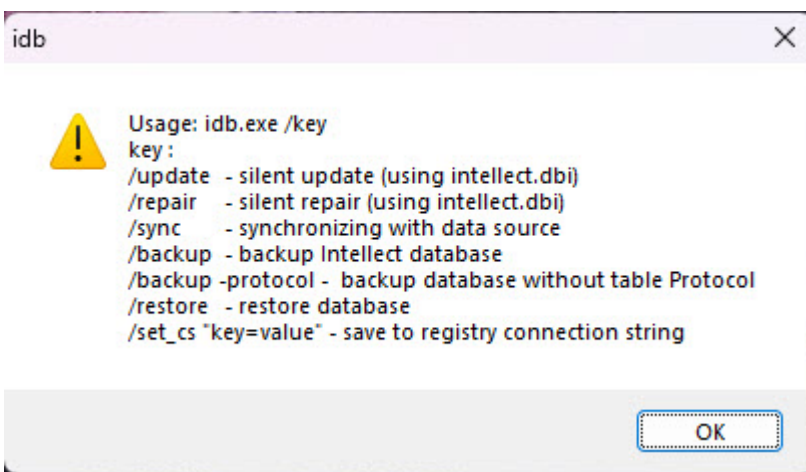 idb
Usage: idb.exe /key
key :
/update - silent update (using intellect.dbi)
/repair - silent repair (using intellect.dbi)
/sync - synchronizing with data source
/backup - backup Intellect database
/backup -protocol - backup database without table Protocol
/restore - restore database
/set_cs "key=value" - save to registry connection string
OK